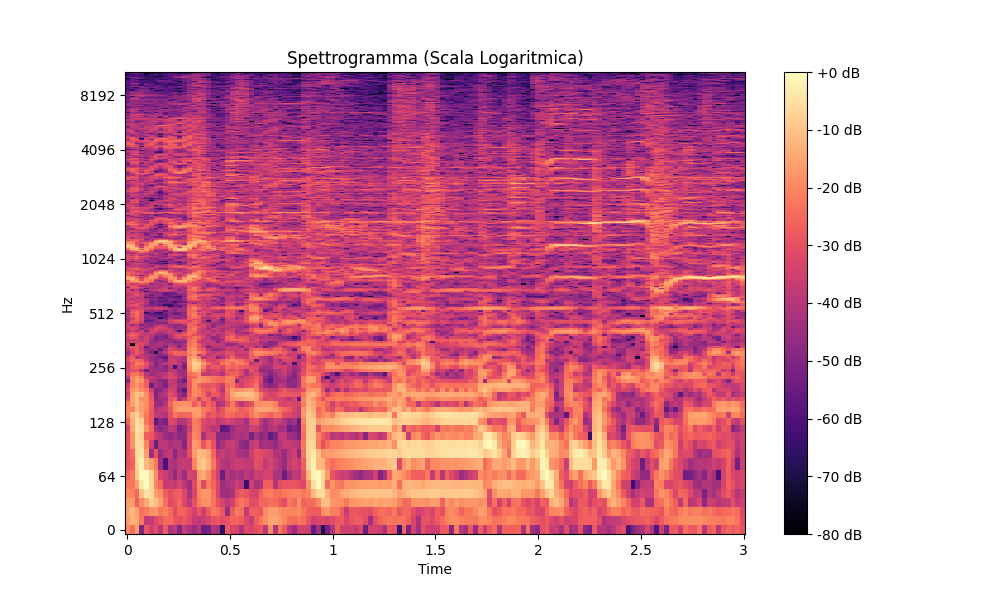 Spettrogramma (Scala Logaritmica)
Hz
8192
4096
2048
1024
512
256
128
64
0
0
0.5
1
1.5
2
2.5
3
Time
+0 dB
-10 dB
-20 dB
-30 dB
-40 dB
-50 dB
-60 dB
-70 dB
-80 dB